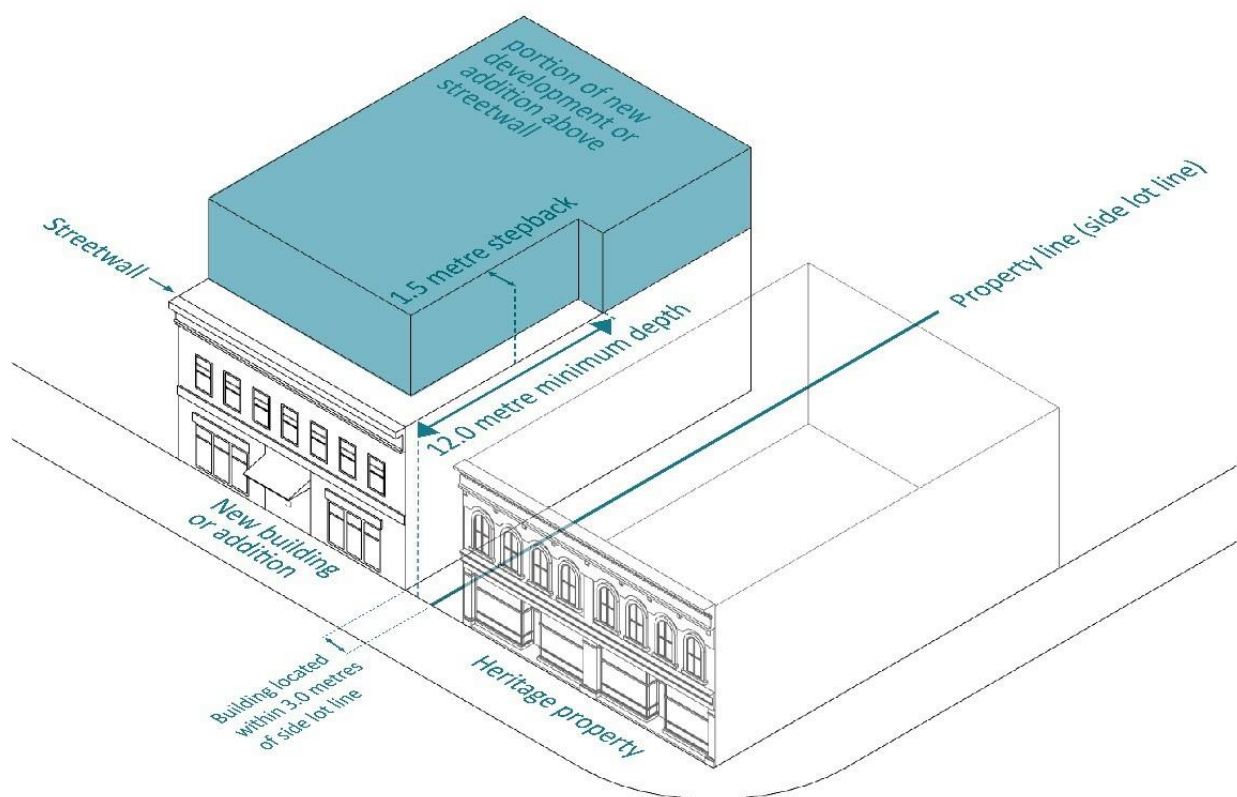 portion of new
development or
addition above
streetwall
Streetwall
1.5 metre stepback
12.0 metre minimum depth
Property line (side lot line)
New building
or addition
Building located
within 3.0 metres
of side lot line
Heritage property